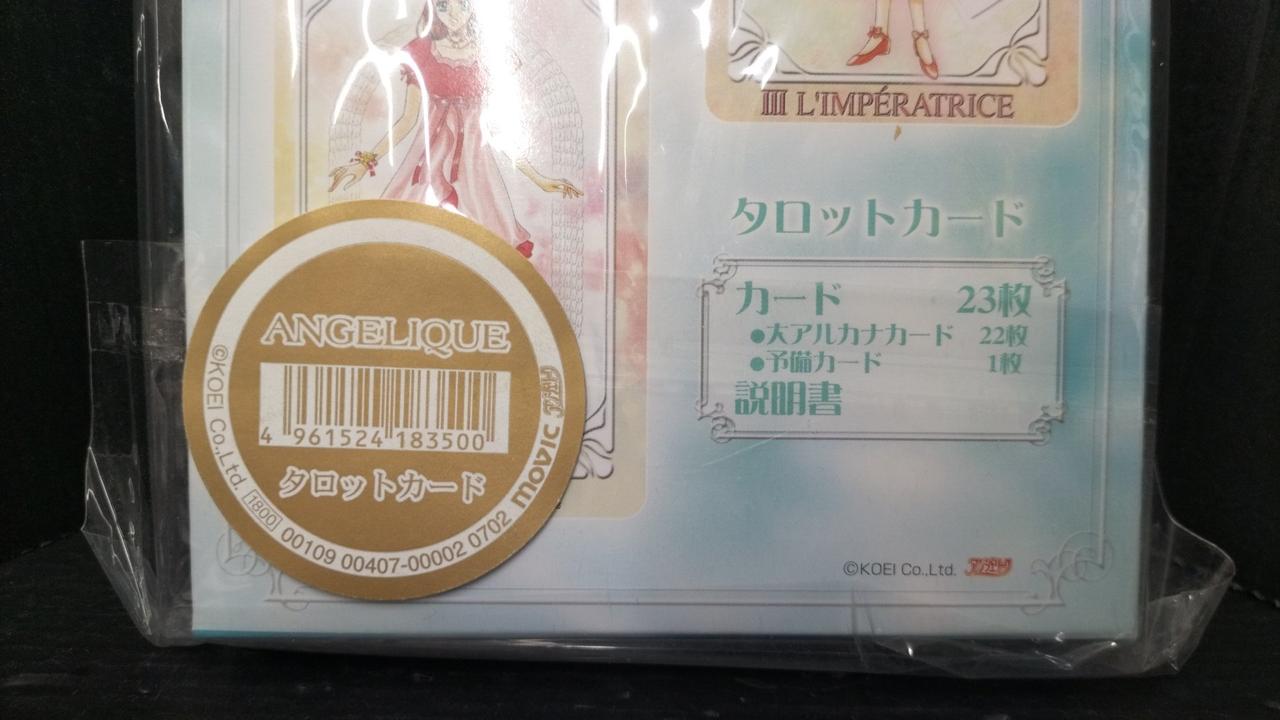 III L'IMPÉRATRICE
タロットカード
カード 23枚
●大アルカナカード 22枚
●予備カード 1枚
説明書
©KOEI Co.,Ltd.
ANGELIQUE
4 961524 183500
タロットカード
©KOEI Co.,Ltd. 1800 00109 00407-00002 0702 movic